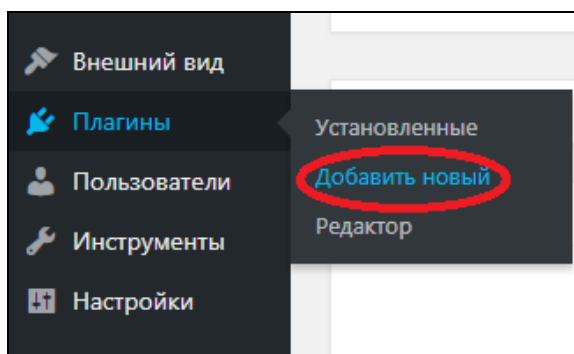 Внешний вид
Плагины
Установленные
Добавить новый
Редактор
Пользователи
Инструменты
Настройки